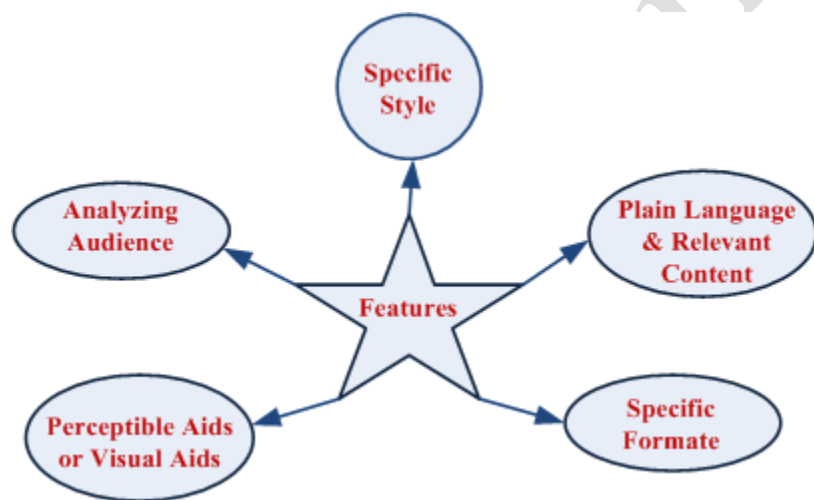 Specific
Style
Analyzing
Audience
Plain Language
& Relevant
Content
Features
Perceptible Aids
or Visual Aids
Specific
Formate